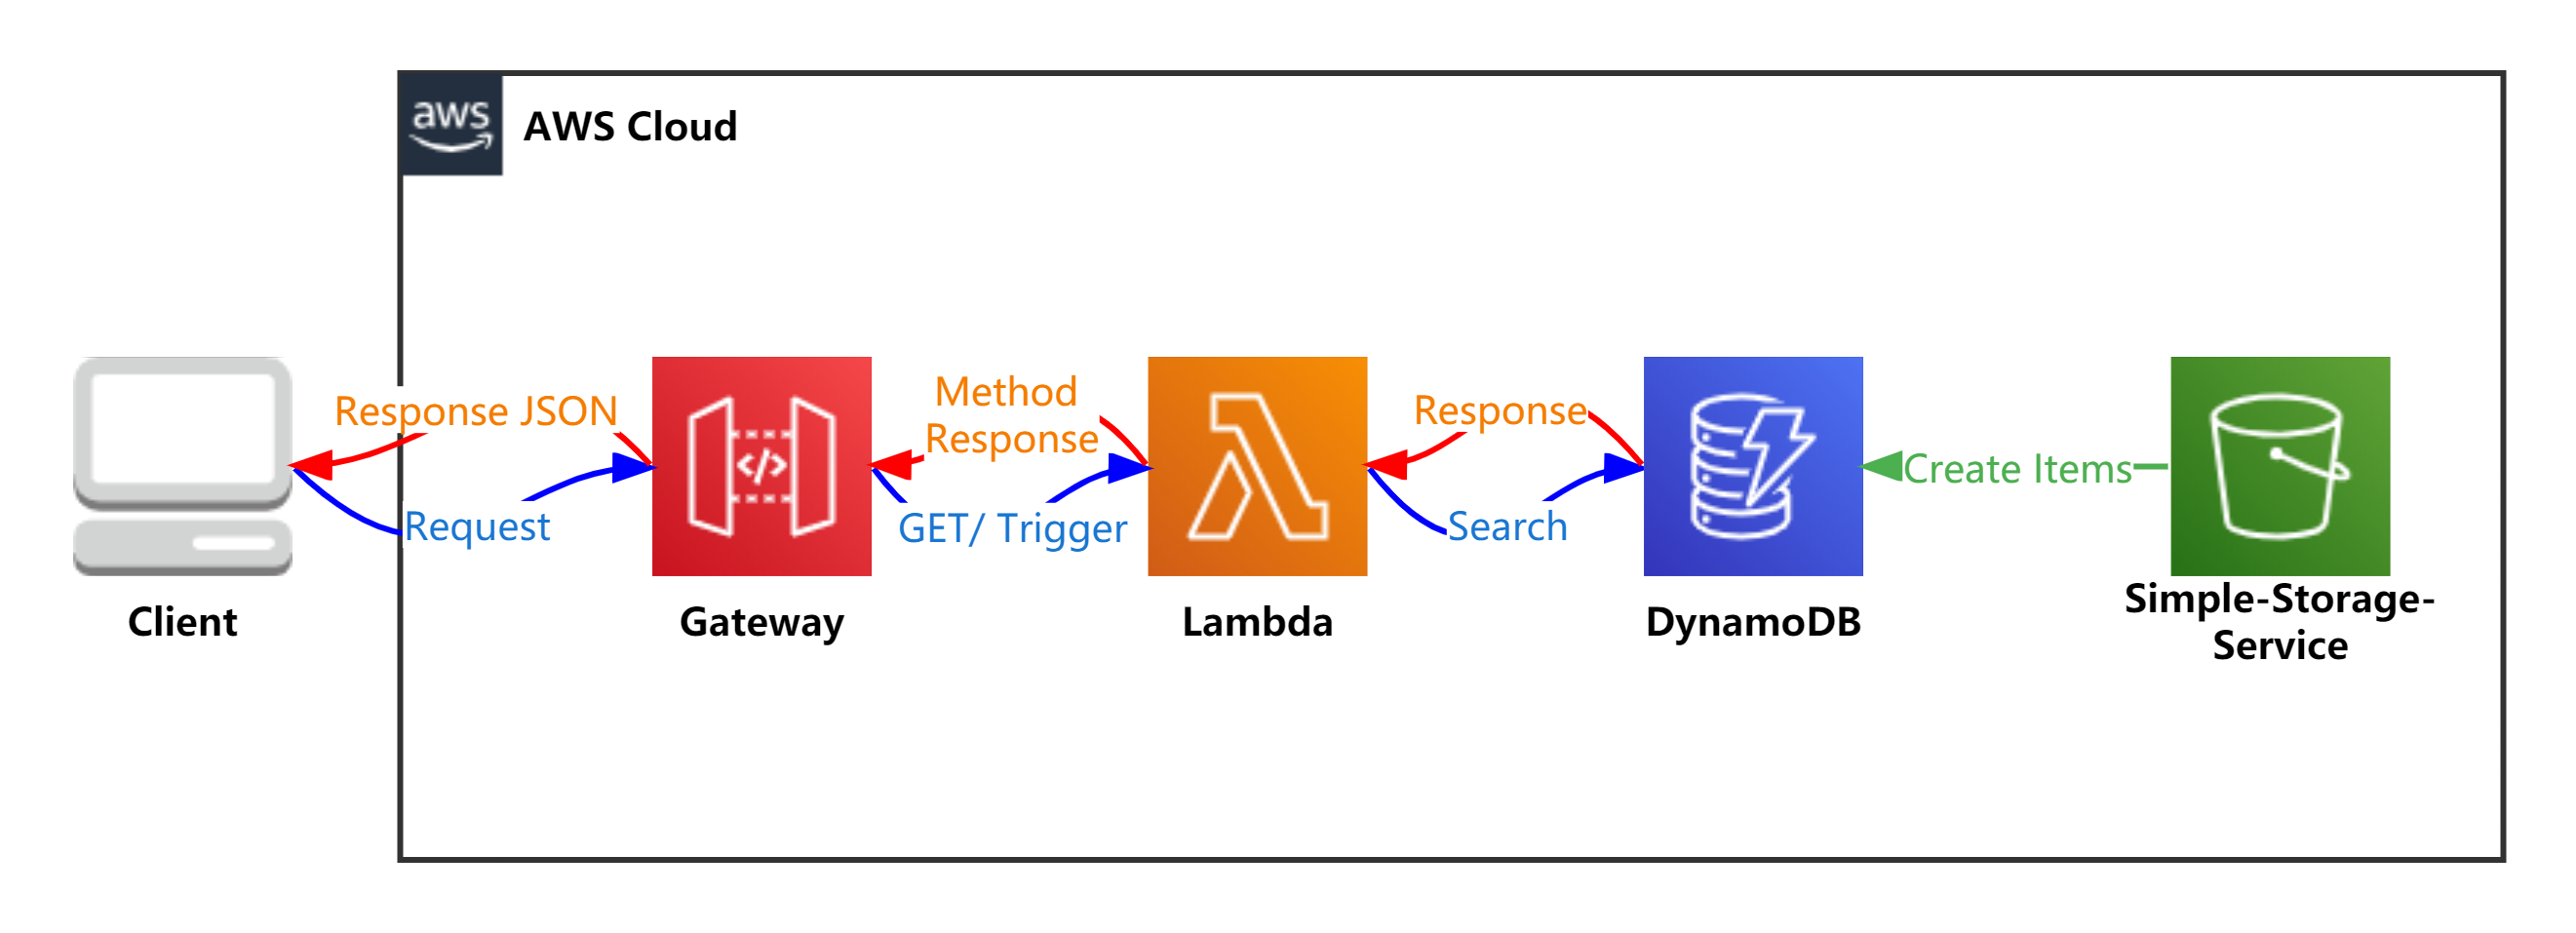 aws
AWS Cloud
Response JSON
Request
Method
Response
GET/ Trigger
Response
Search
Create Items
Client
Gateway
Lambda
DynamoDB
Simple-Storage-
Service